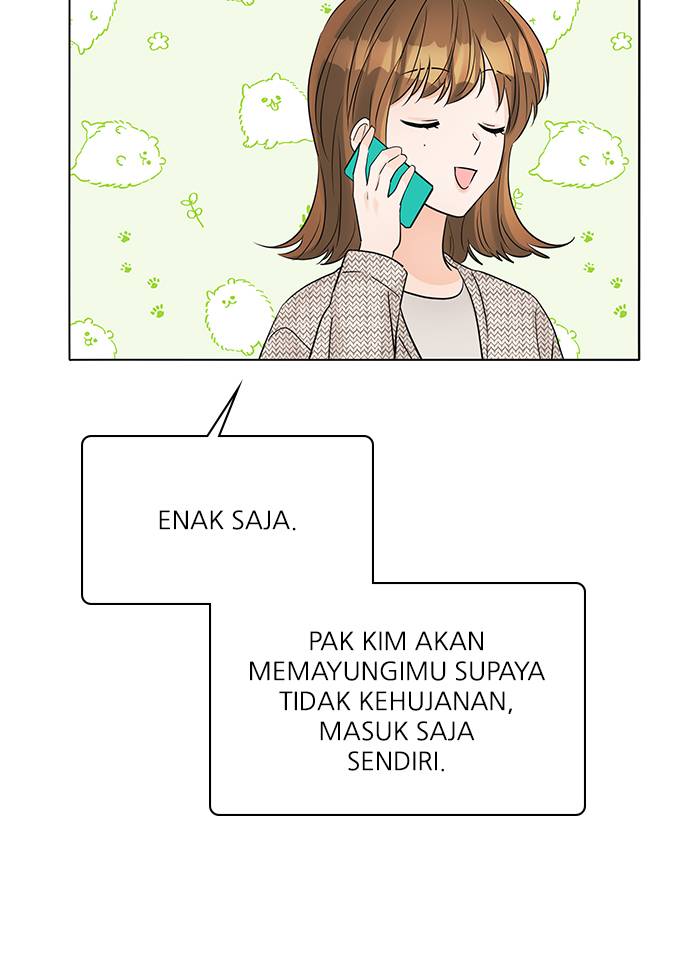 ENAK SAJA.
PAK KIM AKAN
MEMAYUNGIMU SUPAYA
TIDAK KEHUJANAN,
MASUK SAJA
SENDIRI.